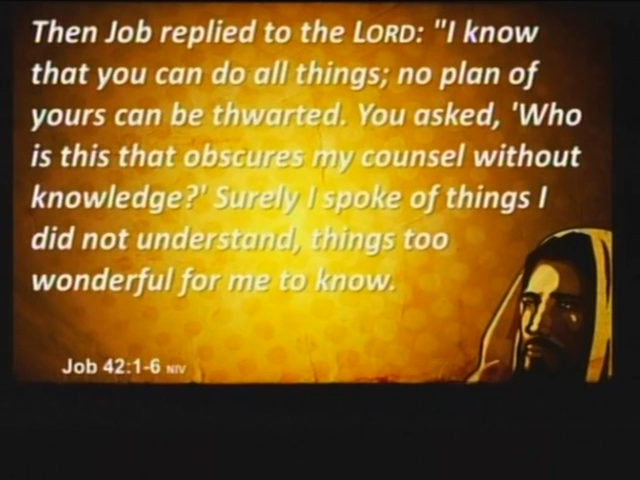 Then Job replied to the LORD: "I know
that you can do all things; no plan of
yours can be thwarted. You asked, 'Who
is this that obscures my counsel without
knowledge?' Surely I spoke of things I
did not understand, things too
wonderful for me to know.
Job 42:1-6 NIV